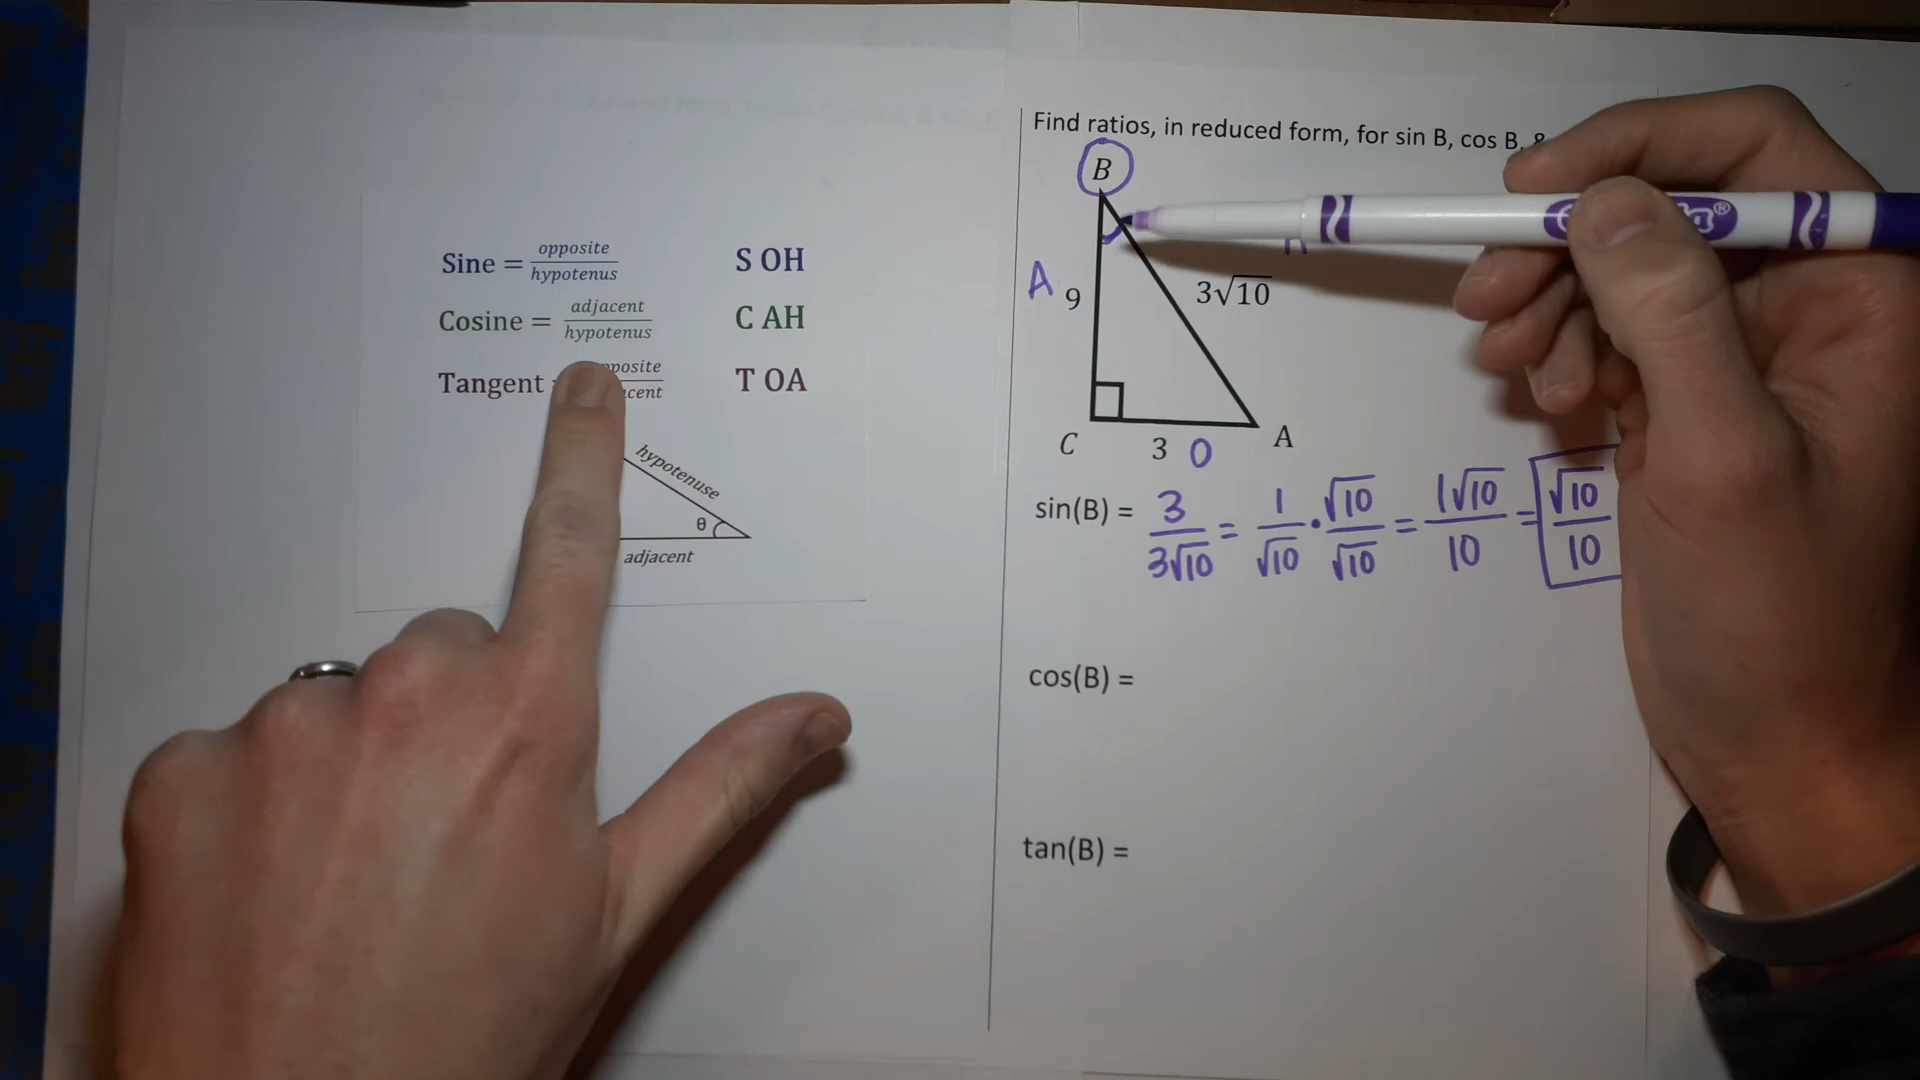 Sine = opposite/hypotenus S OH
Cosine = adjacent/hypotenus C AH
Tangent T OA
hypotenuse
θ
adjacent
Find ratios, in reduced form, for sin B, cos B,
B
A 9 3√10
C 3 O A
sin(B) = 3/3√10 = 1/√10 · √10/√10 = 1√10/10 = √10/10
cos(B) =
tan(B) =